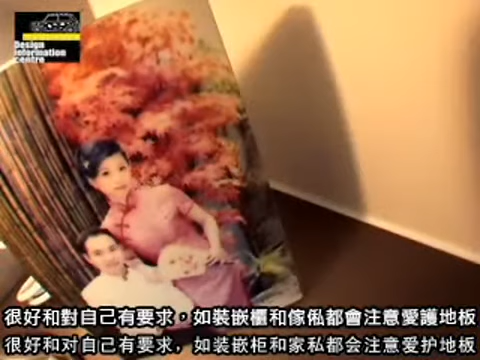 Design
information
centre
很好和對自己有要求，如裝嵌櫃和傢俬都會注意愛護地板
很好和对自己有要求，如装嵌柜和家私都会注意爱护地板